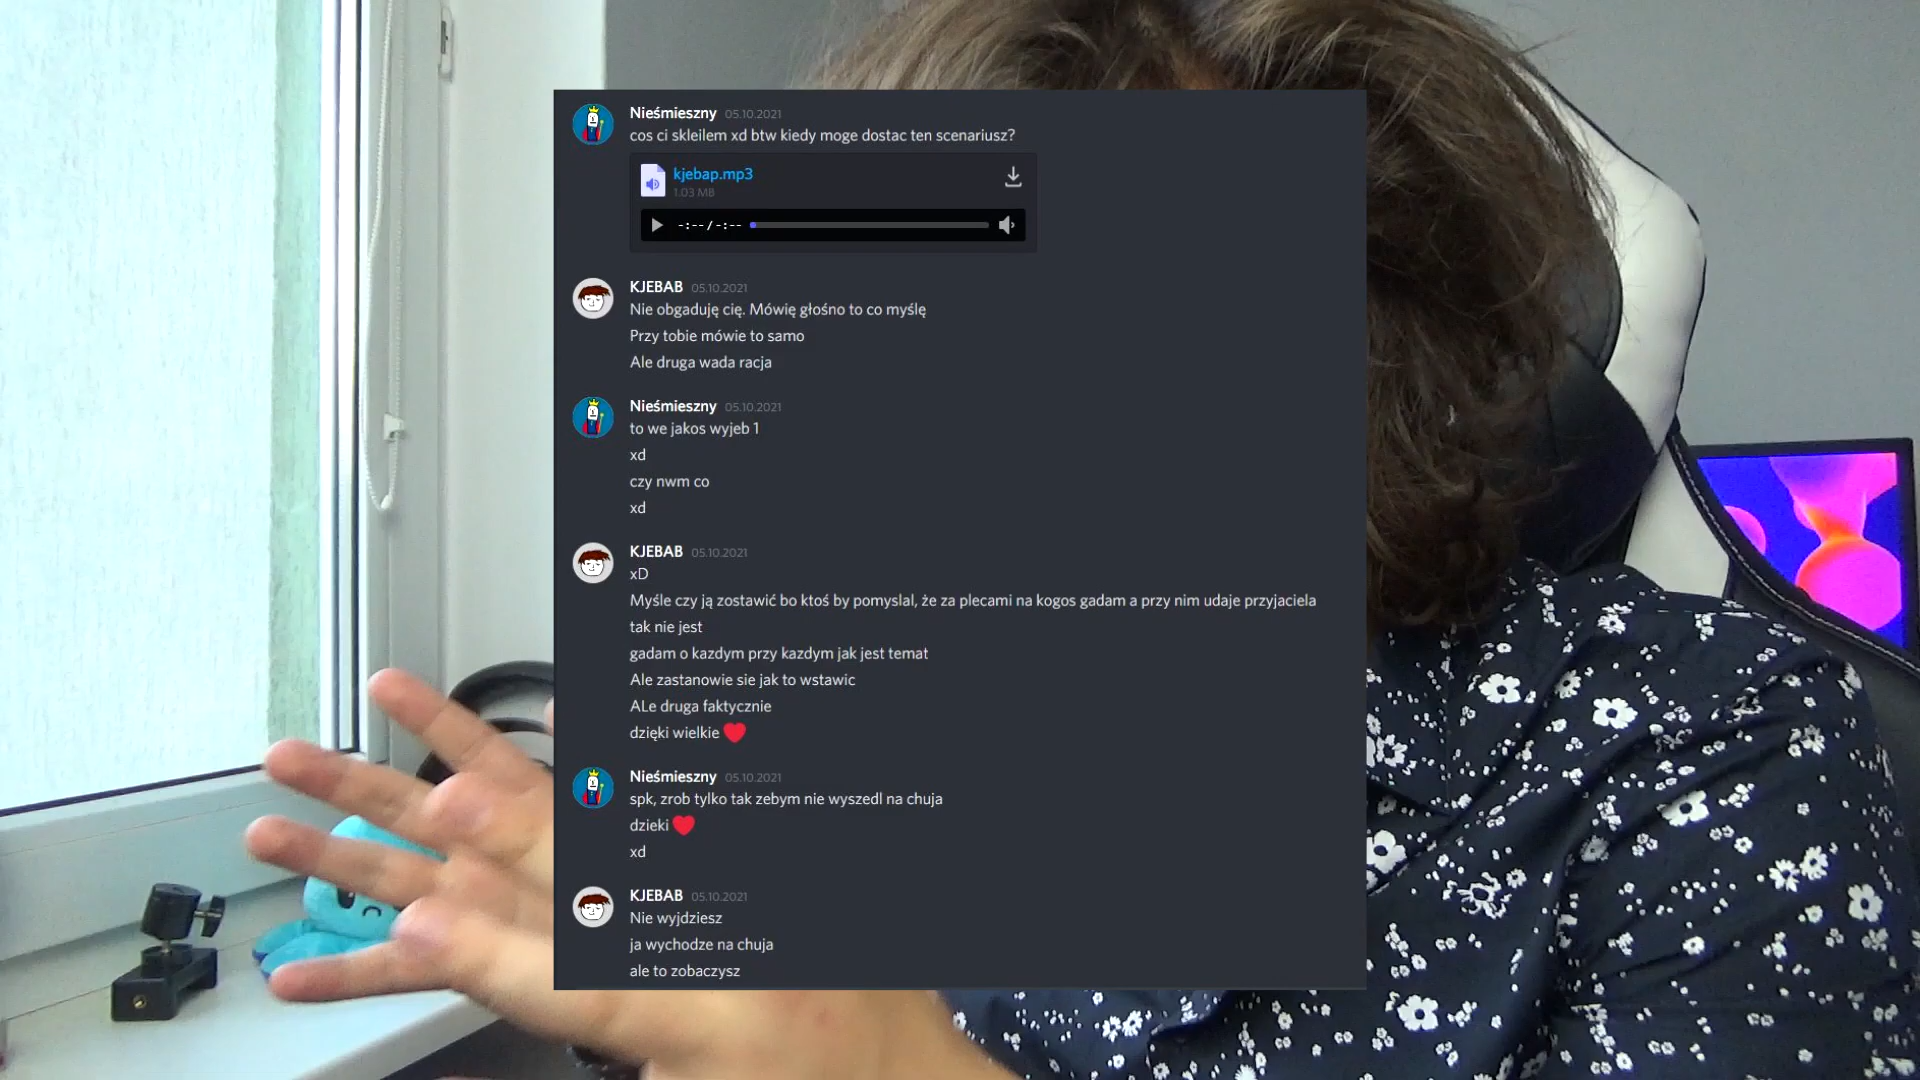 Nieśmieszny 05.10.2021
cos ci skleilem xd btw kiedy moge dostac ten scenariusz?
kjebap.mp3
1.03 MB
-:-- / -:--
KJEBAB 05.10.2021
Nie obgaduję cię. Mówię głośno to co myślę
Przy tobie mówie to samo
Ale druga wada racja
Nieśmieszny 05.10.2021
to we jakos wyjeb 1
xd
czy nwm co
xd
KJEBAB 05.10.2021
xD
Myśle czy ją zostawić bo ktoś by pomyslal, że za plecami na kogos gadam a przy nim udaje przyjaciela
tak nie jest
gadam o kazdym przy kazdym jak jest temat
Ale zastanowie sie jak to wstawic
ALe druga faktycznie
dzięki wielkie ❤️
Nieśmieszny 05.10.2021
spk, zrob tylko tak zebym nie wyszedl na chuja
dzieki ❤️
xd
KJEBAB 05.10.2021
Nie wyjdziesz
ja wychodze na chuja
ale to zobaczysz